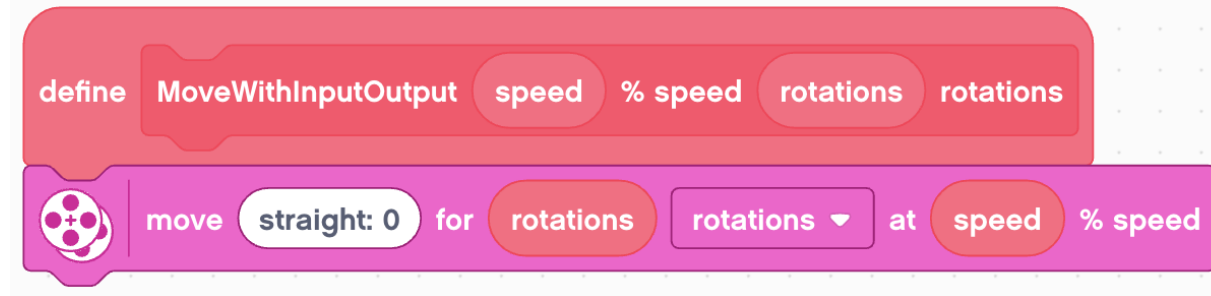 define MoveWithInputOutput speed % speed rotations rotations
move straight: 0 for rotations rotations at speed % speed